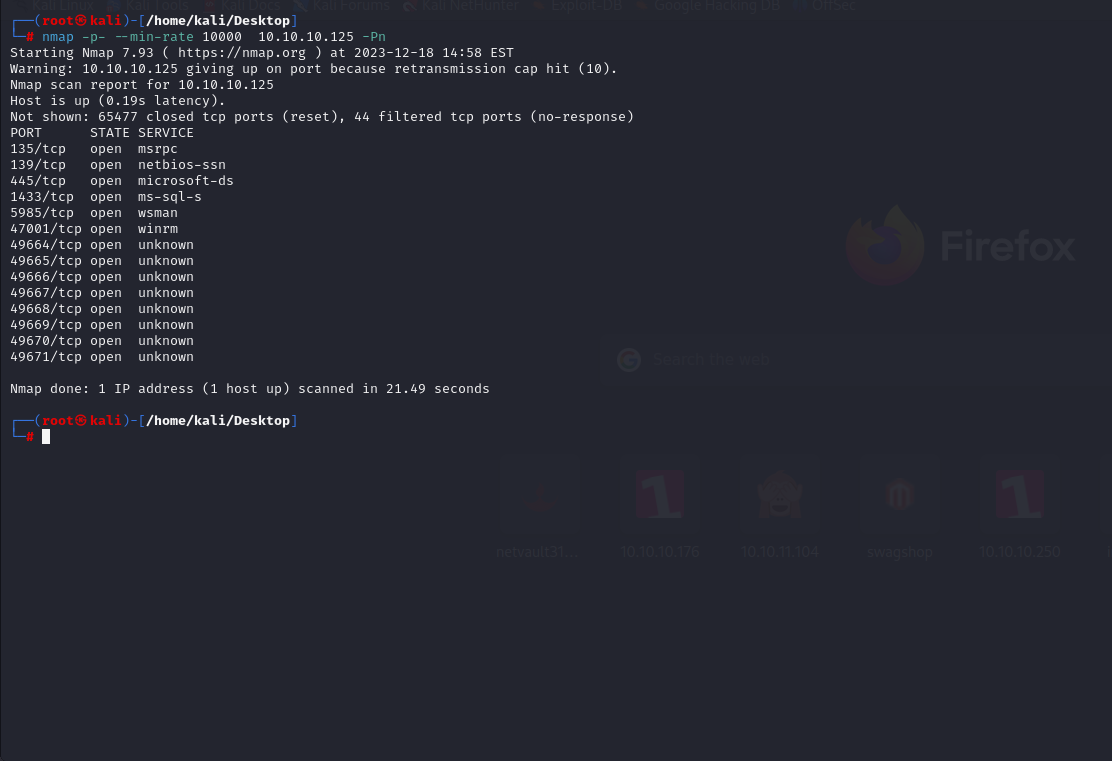 Kali Linux Kali Tools Kali Docs Kali Forums Kali NetHunter Exploit-DB Google Hacking DB OffSec
┌──(root㉿kali)-[/home/kali/Desktop]
└─# nmap -p- --min-rate 10000  10.10.10.125 -Pn
Starting Nmap 7.93 ( https://nmap.org ) at 2023-12-18 14:58 EST
Warning: 10.10.10.125 giving up on port because retransmission cap hit (10).
Nmap scan report for 10.10.10.125
Host is up (0.19s latency).
Not shown: 65477 closed tcp ports (reset), 44 filtered tcp ports (no-response)
PORT      STATE SERVICE
135/tcp   open  msrpc
139/tcp   open  netbios-ssn
445/tcp   open  microsoft-ds
1433/tcp  open  ms-sql-s
5985/tcp  open  wsman
47001/tcp open  winrm
49664/tcp open  unknown
49665/tcp open  unknown
49666/tcp open  unknown
49667/tcp open  unknown
49668/tcp open  unknown
49669/tcp open  unknown
49670/tcp open  unknown
49671/tcp open  unknown
Nmap done: 1 IP address (1 host up) scanned in 21.49 seconds
┌──(root㉿kali)-[/home/kali/Desktop]
└─#
Firefox
Search the web
netvault31... 10.10.10.176 10.10.11.104 swagshop 10.10.10.250